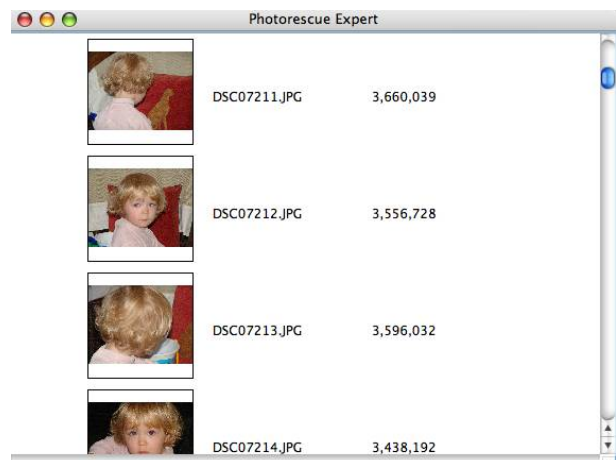 Photorescue Expert
DSC07211.JPG 3,660,039
DSC07212.JPG 3,556,728
DSC07213.JPG 3,596,032
DSC07214.JPG 3,438,192